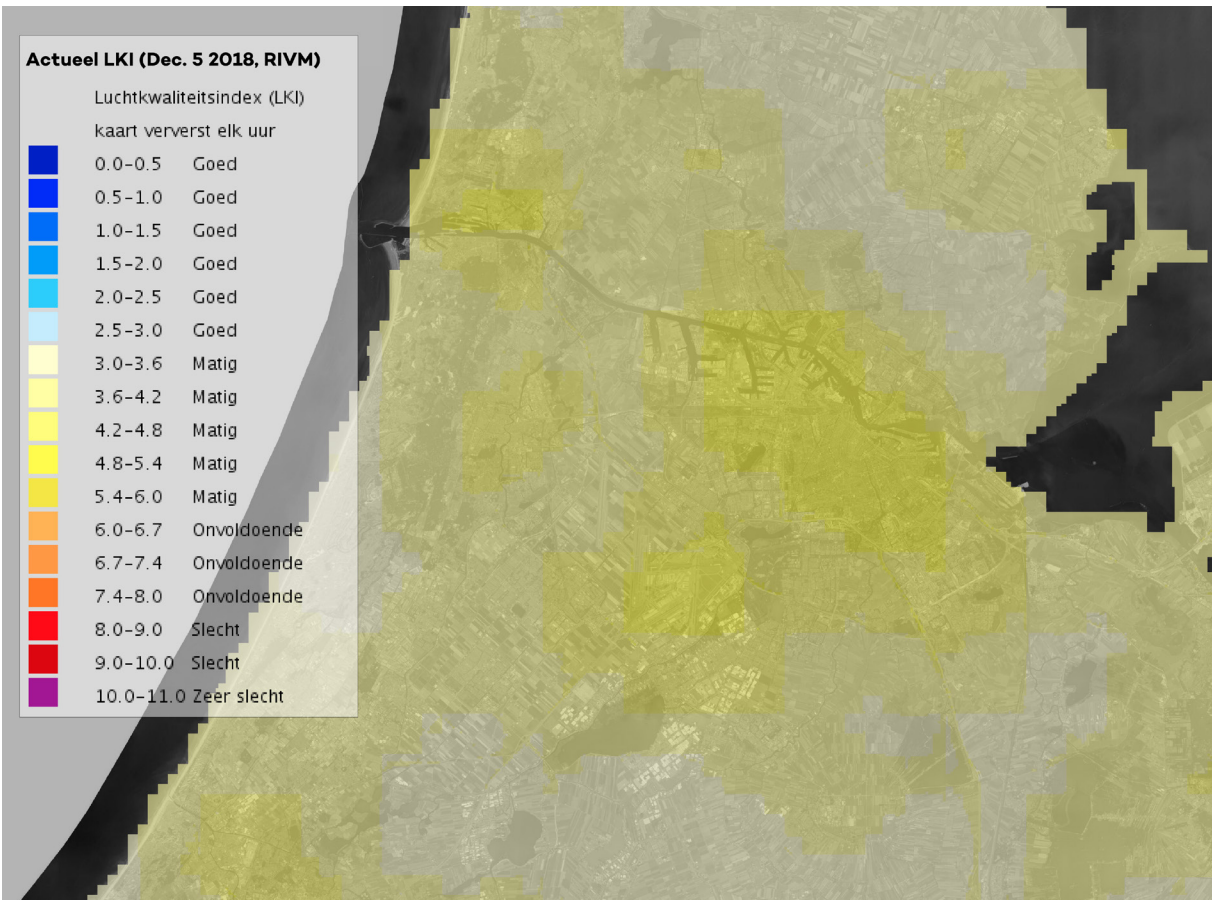 Actueel LKI (Dec. 5 2018, RIVM)
Luchtkwaliteitsindex (LKI)
kaart ververst elk uur
0.0-0.5 Goed
0.5-1.0 Goed
1.0-1.5 Goed
1.5-2.0 Goed
2.0-2.5 Goed
2.5-3.0 Goed
3.0-3.6 Matig
3.6-4.2 Matig
4.2-4.8 Matig
4.8-5.4 Matig
5.4-6.0 Matig
6.0-6.7 Onvoldoende
6.7-7.4 Onvoldoende
7.4-8.0 Onvoldoende
8.0-9.0 Slecht
9.0-10.0 Slecht
10.0-11.0 Zeer slecht